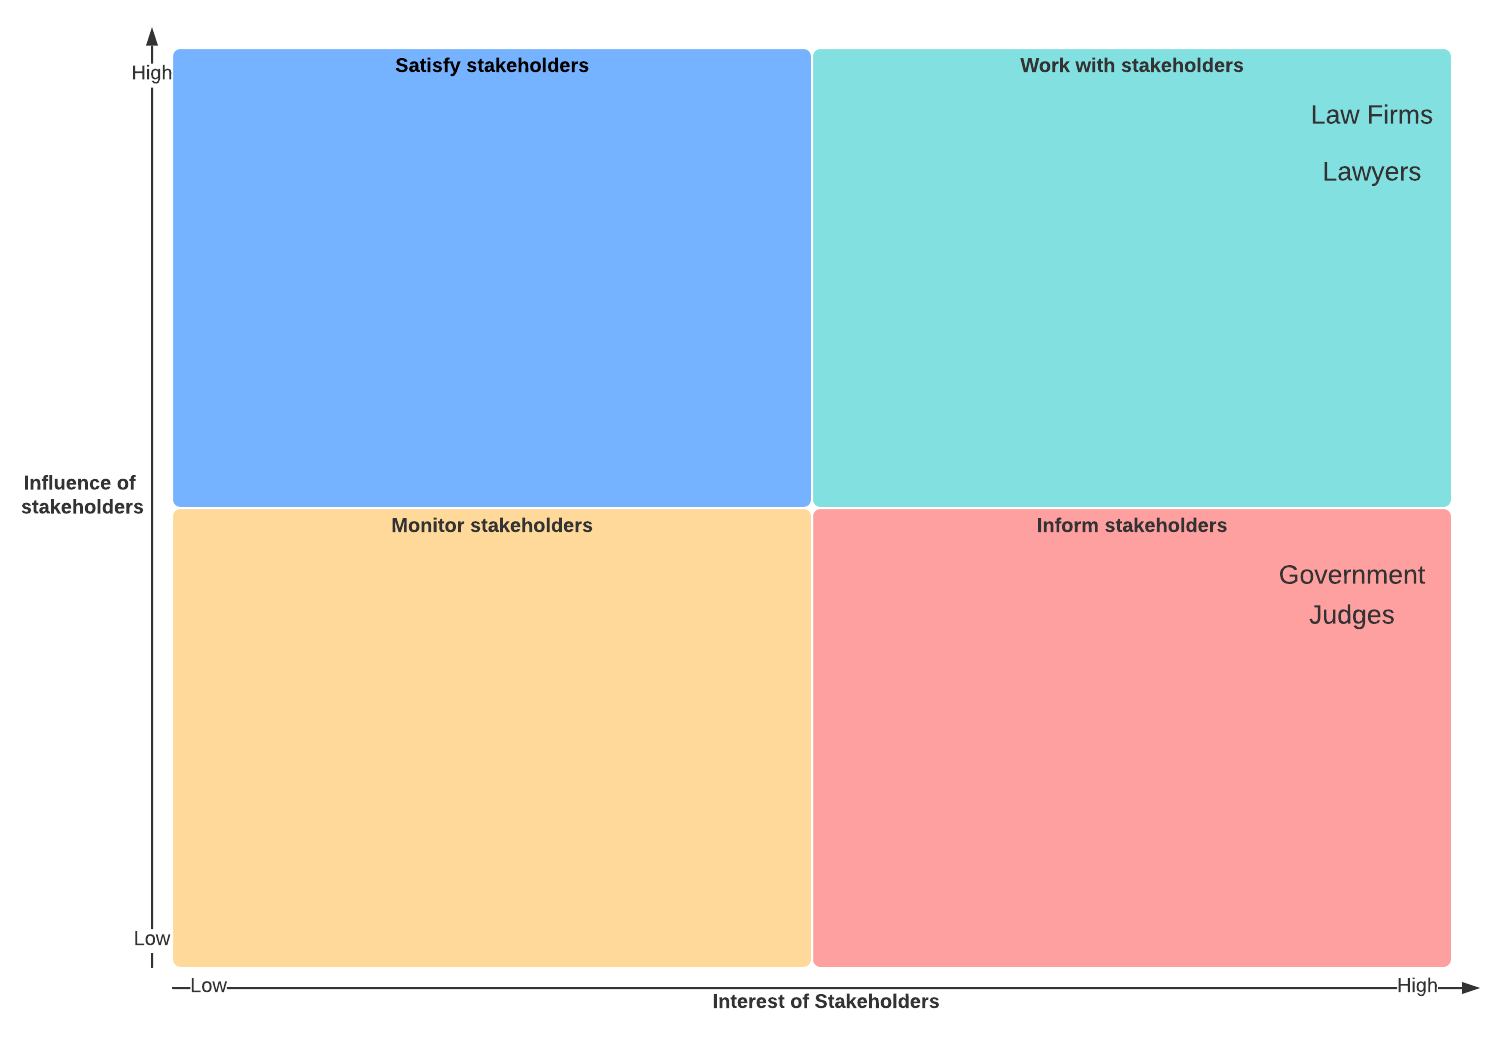 High
Satisfy stakeholders
Work with stakeholders
Law Firms
Lawyers
Influence of
stakeholders
Monitor stakeholders
Inform stakeholders
Government
Judges
Low
Low
High
Interest of Stakeholders